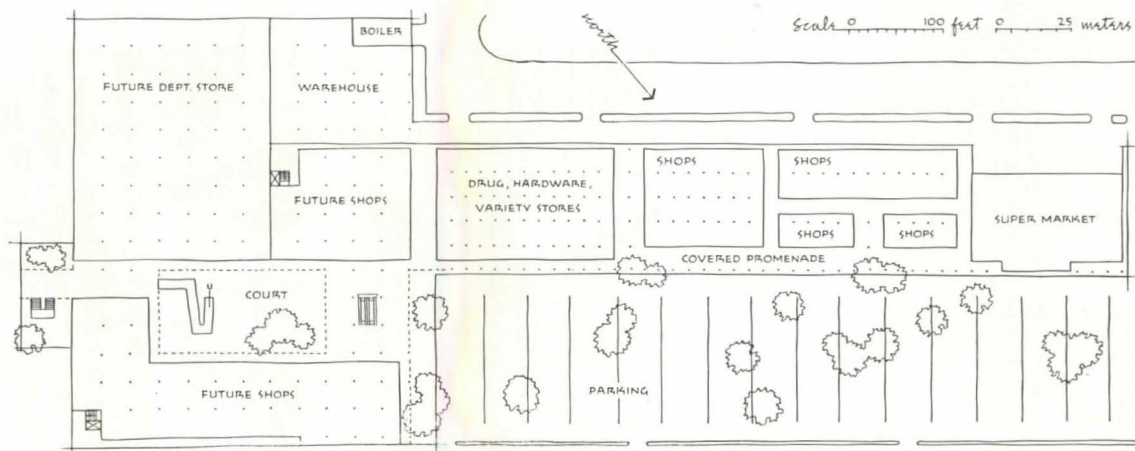 Scale 0 100 feet 0 25 meters
north
BOILER
FUTURE DEPT. STORE
WAREHOUSE
SHOPS
SHOPS
DRUG, HARDWARE,
VARIETY STORES
FUTURE SHOPS
SUPER MARKET
SHOPS
SHOPS
COVERED PROMENADE
COURT
PARKING
FUTURE SHOPS